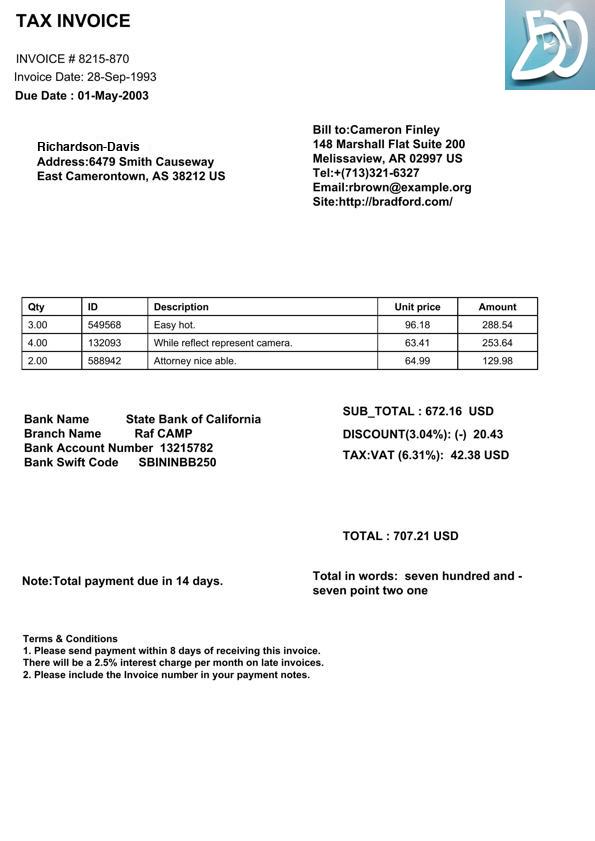 TAX INVOICE
INVOICE # 8215-870
Invoice Date: 28-Sep-1993
Due Date : 01-May-2003
Richardson-Davis
Address:6479 Smith Causeway
East Camerontown, AS 38212 US
Bill to:Cameron Finley
148 Marshall Flat Suite 200
Melissaview, AR 02997 US
Tel:+(713)321-6327
Email:rbrown@example.org
Site:http://bradford.com/
Qty ID Description Unit price Amount
3.00 549568 Easy hot. 96.18 288.54
4.00 132093 While reflect represent camera. 63.41 253.64
2.00 588942 Attorney nice able. 64.99 129.98
Bank Name State Bank of California
Branch Name Raf CAMP
Bank Account Number 13215782
Bank Swift Code SBININBB250
SUB_TOTAL : 672.16 USD
DISCOUNT(3.04%): (-) 20.43
TAX:VAT (6.31%): 42.38 USD
TOTAL : 707.21 USD
Note:Total payment due in 14 days.
Total in words: seven hundred and -
seven point two one
Terms & Conditions
1. Please send payment within 8 days of receiving this invoice.
There will be a 2.5% interest charge per month on late invoices.
2. Please include the Invoice number in your payment notes.